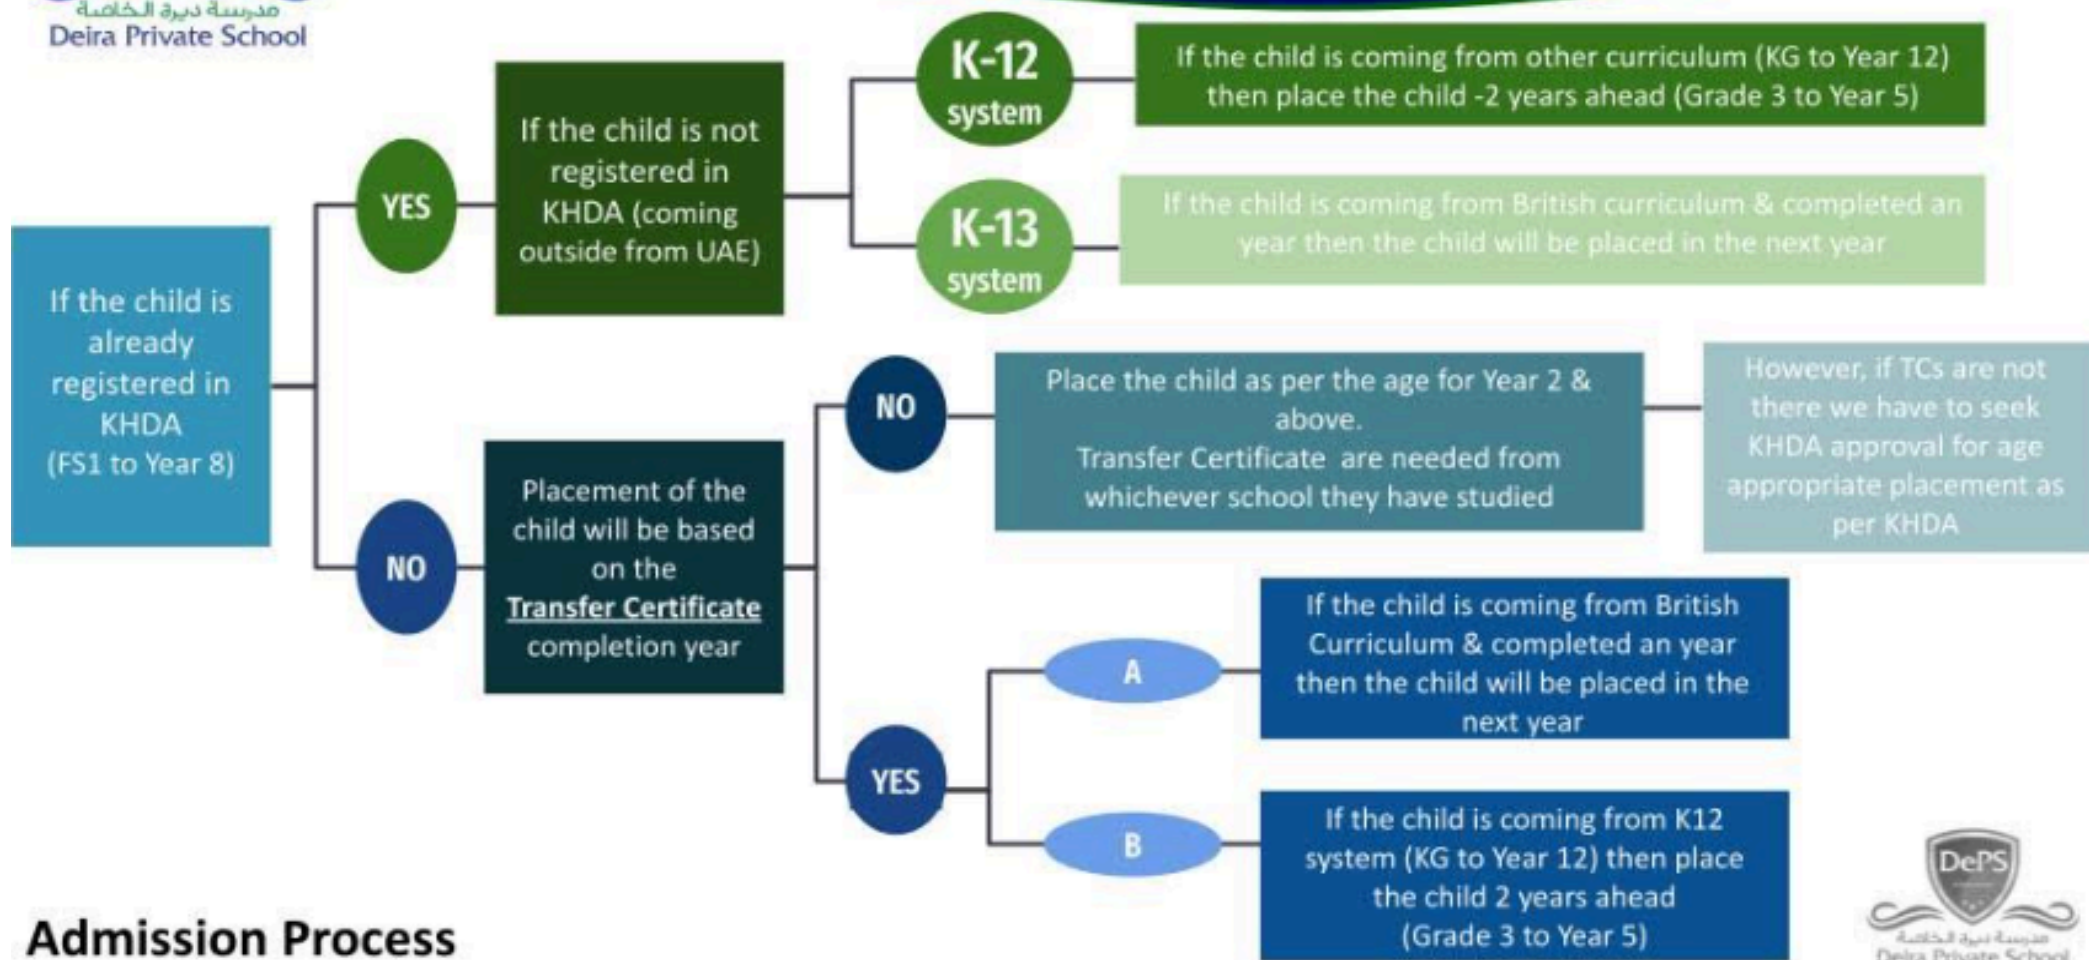 مدرسة ديرة الخاصة
Deira Private School
If the child is
already
registered in
KHDA
(FS1 to Year 8)
YES
If the child is not
registered in
KHDA (coming
outside from UAE)
K-12
system
If the child is coming from other curriculum (KG to Year 12)
then place the child -2 years ahead (Grade 3 to Year 5)
K-13
system
If the child is coming from British curriculum & completed an
year then the child will be placed in the next year
NO
Placement of the
child will be based
on the
Transfer Certificate
completion year
NO
Place the child as per the age for Year 2 &
above.
Transfer Certificate are needed from
whichever school they have studied
However, if TCs are not
there we have to seek
KHDA approval for age
appropriate placement as
per KHDA
YES
A
If the child is coming from British
Curriculum & completed an year
then the child will be placed in the
next year
B
If the child is coming from K12
system (KG to Year 12) then place
the child 2 years ahead
(Grade 3 to Year 5)
Admission Process
DePS
مدرسة ديرة الخاصة
Deira Private School